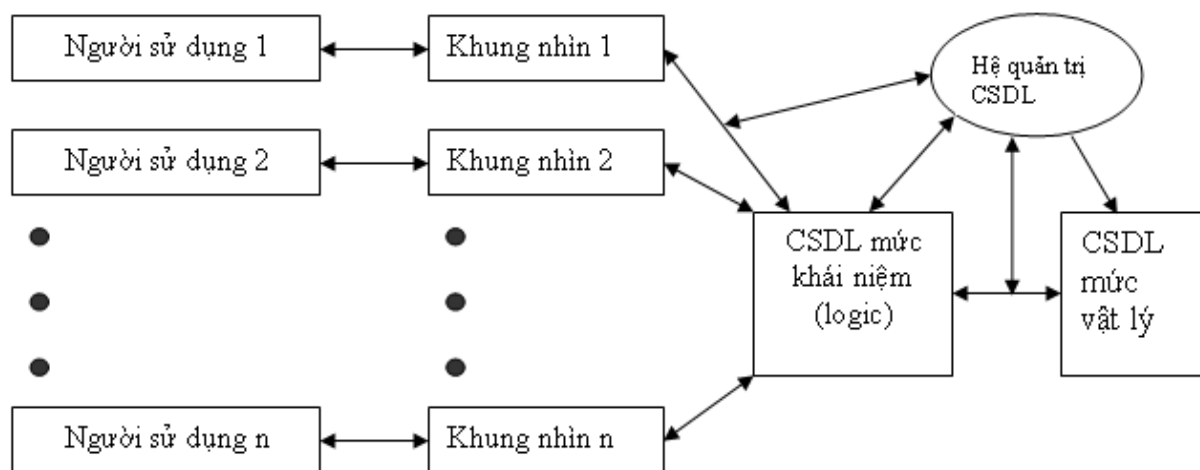 Người sử dụng 1
Khung nhìn 1
Hệ quản trị
CSDL
Người sử dụng 2
Khung nhìn 2
CSDL mức
khái niệm
(logic)
CSDL
mức
vật lý
Người sử dụng n
Khung nhìn n